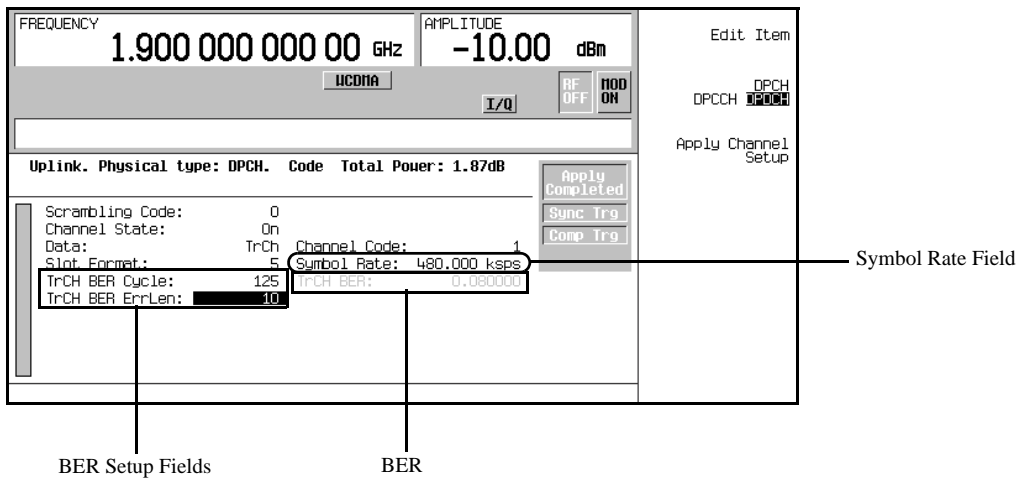 FREQUENCY
1.900 000 000 00 GHz
AMPLITUDE
-10.00 dBm
WCDMA
I/Q
RF OFF
MOD ON
Edit Item
DPCH
DPCCH DPDCH
Apply Channel Setup
Uplink. Physical type: DPCH. Code Total Power: 1.87dB
Apply Completed
Sync Trg
Comp Trg
Scrambling Code: 0
Channel State: On
Data: TrCh Channel Code: 1
Slot Format: 5 Symbol Rate: 480.000 ksps
TrCH BER Cycle: 125 TrCH BER: 0.080000
TrCH BER ErrLen: 10
Symbol Rate Field
BER Setup Fields
BER